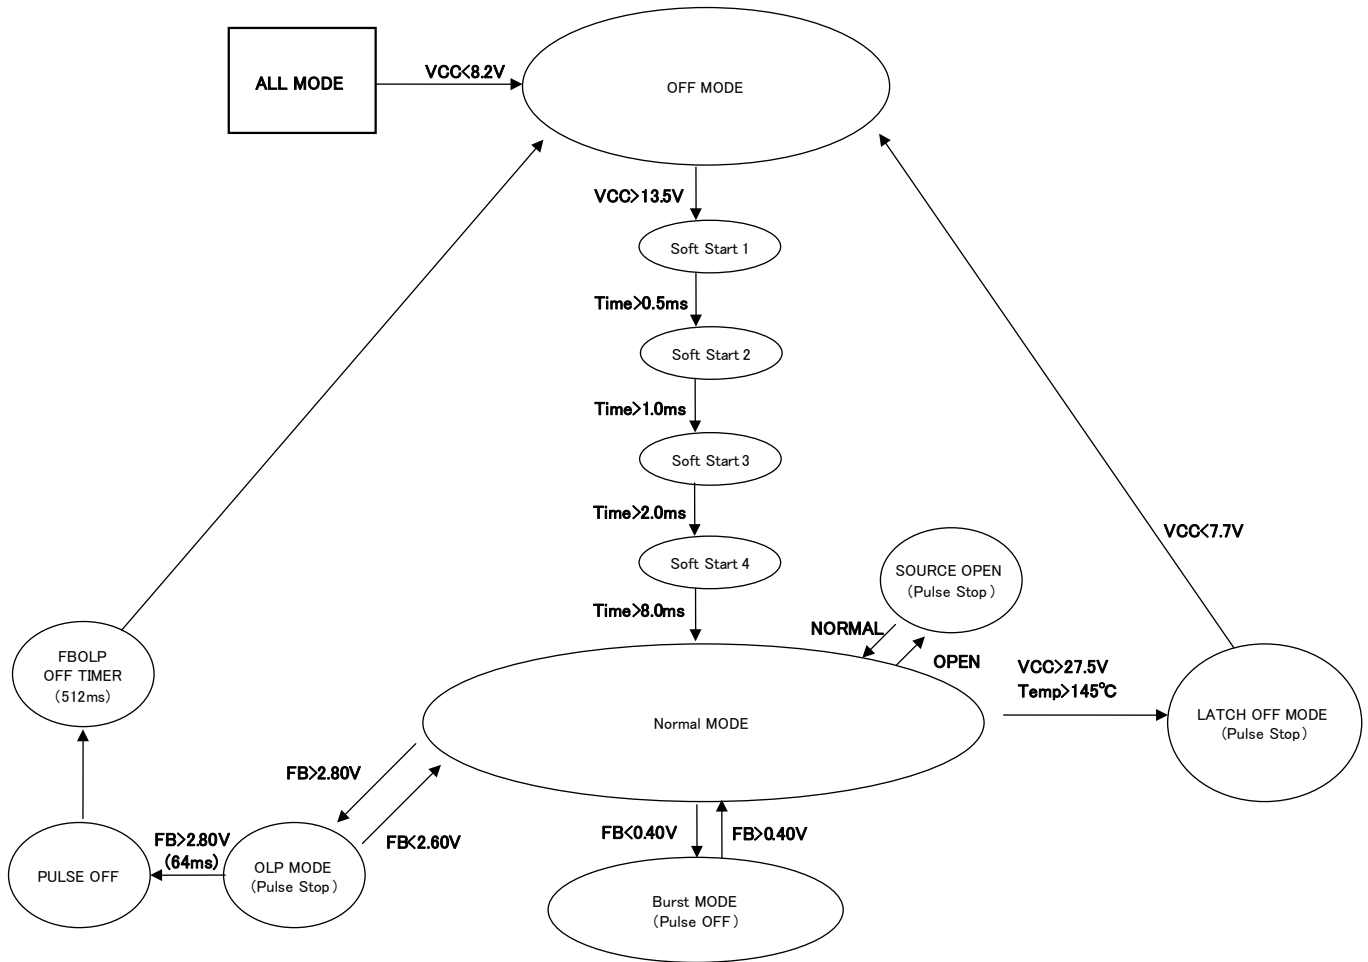 ALL MODE
VCC<8.2V
OFF MODE
VCC>13.5V
Soft Start 1
Time>0.5ms
Soft Start 2
Time>1.0ms
Soft Start 3
Time>2.0ms
Soft Start 4
Time>8.0ms
VCC<7.7V
SOURCE OPEN
(Pulse Stop)
NORMAL
OPEN
FBOLP
OFF TIMER
(512ms)
VCC>27.5V
Temp>145℃
Normal MODE
LATCH OFF MODE
(Pulse Stop)
FB>2.80V
FB<2.60V
FB<0.40V
FB>0.40V
FB>2.80V
(64ms)
PULSE OFF
OLP MODE
(Pulse Stop)
Burst MODE
(Pulse OFF)